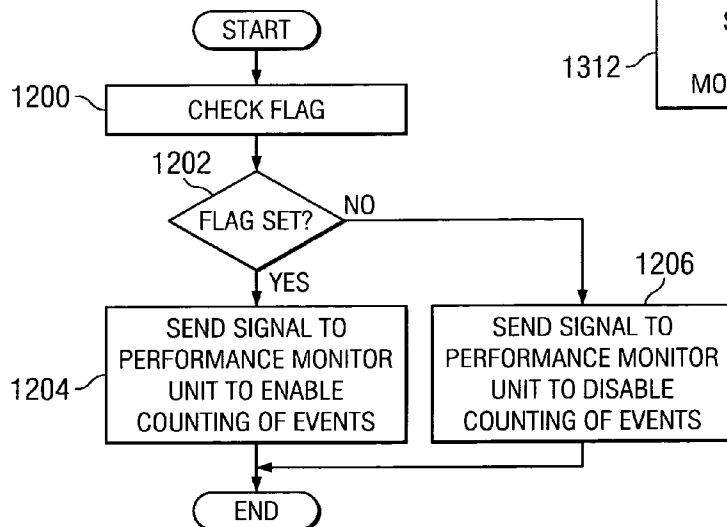 START
1200
CHECK FLAG
1202
FLAG SET?
NO
YES
1204
SEND SIGNAL TO
PERFORMANCE MONITOR
UNIT TO ENABLE
COUNTING OF EVENTS
1206
SEND SIGNAL TO
PERFORMANCE MONITOR
UNIT TO DISABLE
COUNTING OF EVENTS
END
1312